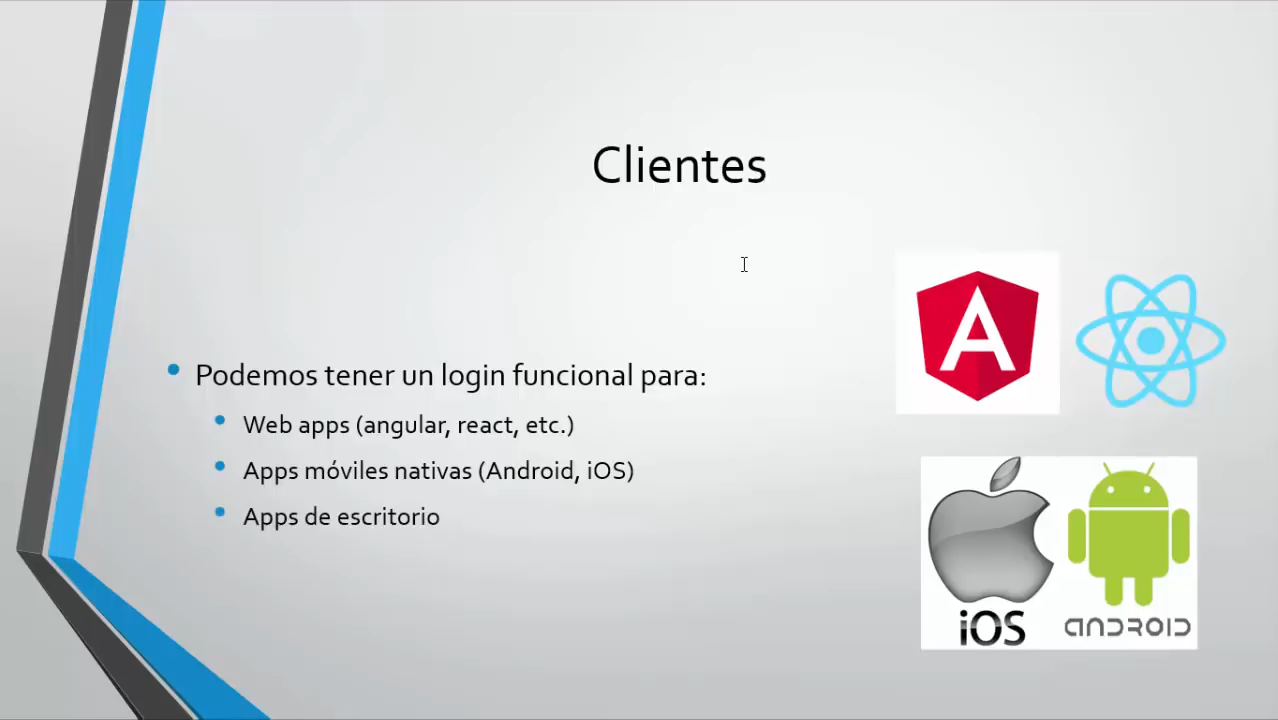 Clientes
Podemos tener un login funcional para:
Web apps (angular, react, etc.)
Apps móviles nativas (Android, iOS)
Apps de escritorio
A
iOS
ANDROID